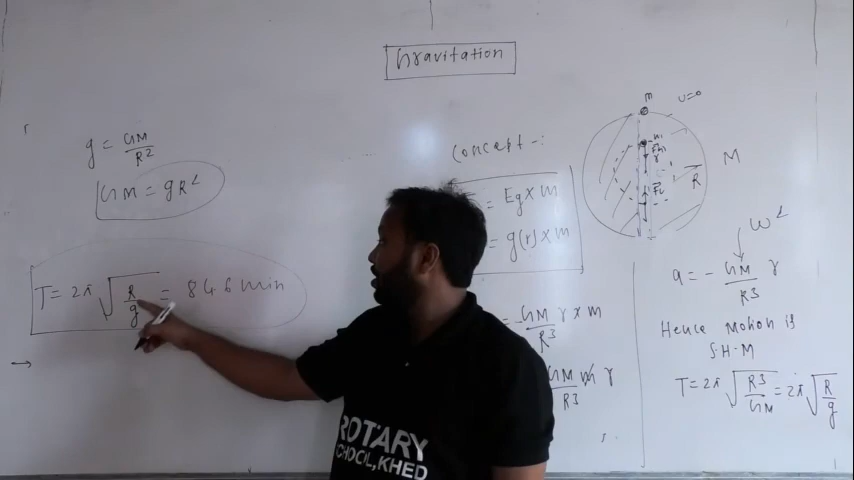 Gravitation
g = GM/R²
GM = gR²
T = 2π √(R/g) = 84.6 min
→
Concept -:
= Eg × m
= g(r) × m
= -GM/R³ r × m
GMm r
R³
m
u=0
M
R
ω²
a = - GM/R³ r
Hence Motion is
S.H.M
T = 2π √(R³/GM) = 2π √(R/g)
ROTARY
SCHOOL, KHED